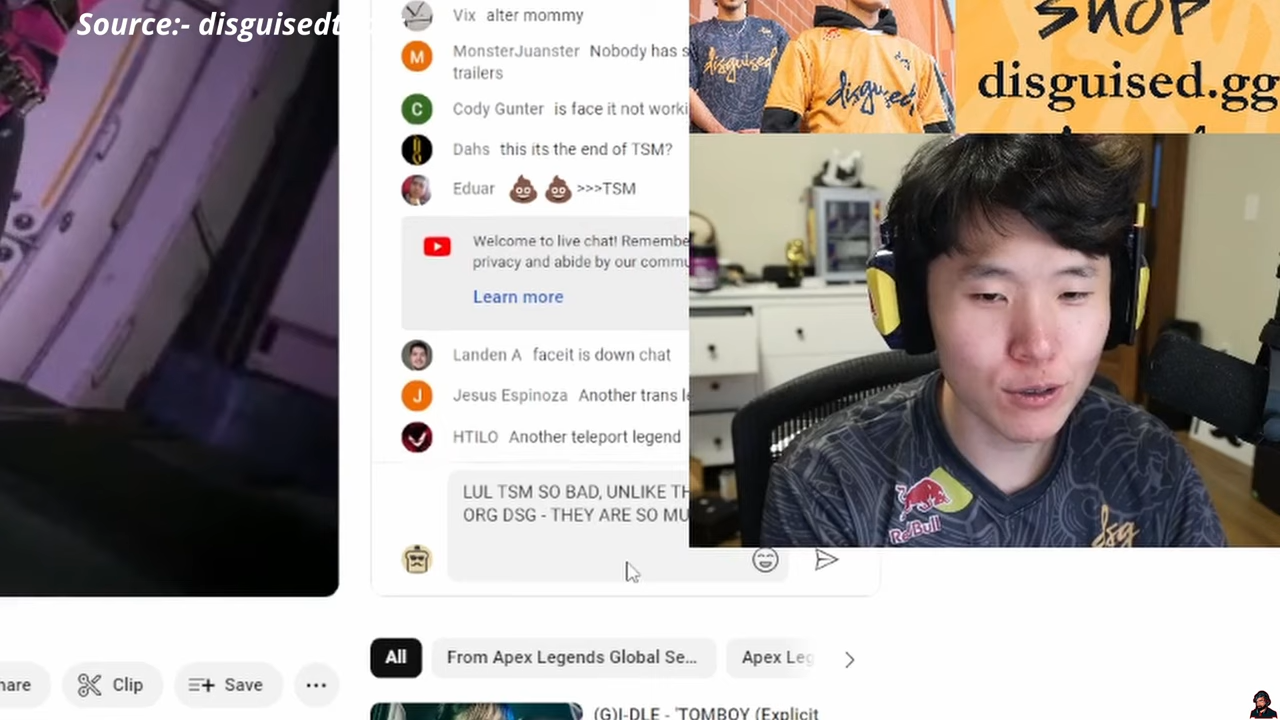 Source:- disguisedt
Vix alter mommy
MonsterJuanster Nobody has s
trailers
Cody Gunter is face it not worki
Dahs this its the end of TSM?
Eduar 💩 💩 >>>TSM
Welcome to live chat! Remembe
privacy and abide by our commu
Learn more
Landen A faceit is down chat
Jesus Espinoza Another trans le
HTILO Another teleport legend
LUL TSM SO BAD, UNLIKE TH
ORG DSG - THEY ARE SO MU
SHOP
disguised.gg
disguised
disguised
RedBull
dsg
hare
Clip
Save
All
From Apex Legends Global Se...
Apex Leg
(G)I-DLE - 'TOMBOY (Explicit